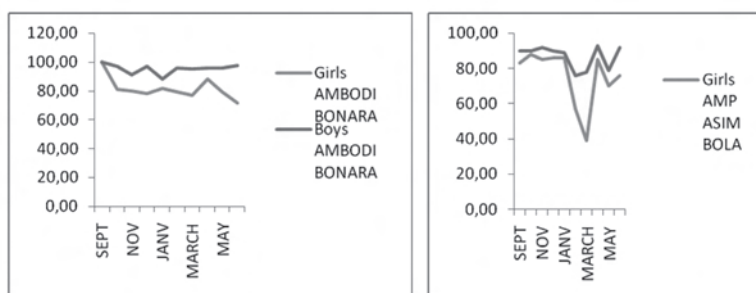 120,00
100,00
80,00
60,00
40,00
20,00
0,00
SEPT
NOV
JANV
MARCH
MAY
Girls
AMBODI
BONARA
Boys
AMBODI
BONARA
100,00
80,00
60,00
40,00
20,00
0,00
SEPT
NOV
JANV
MARCH
MAY
Girls
AMP
ASIM
BOLA